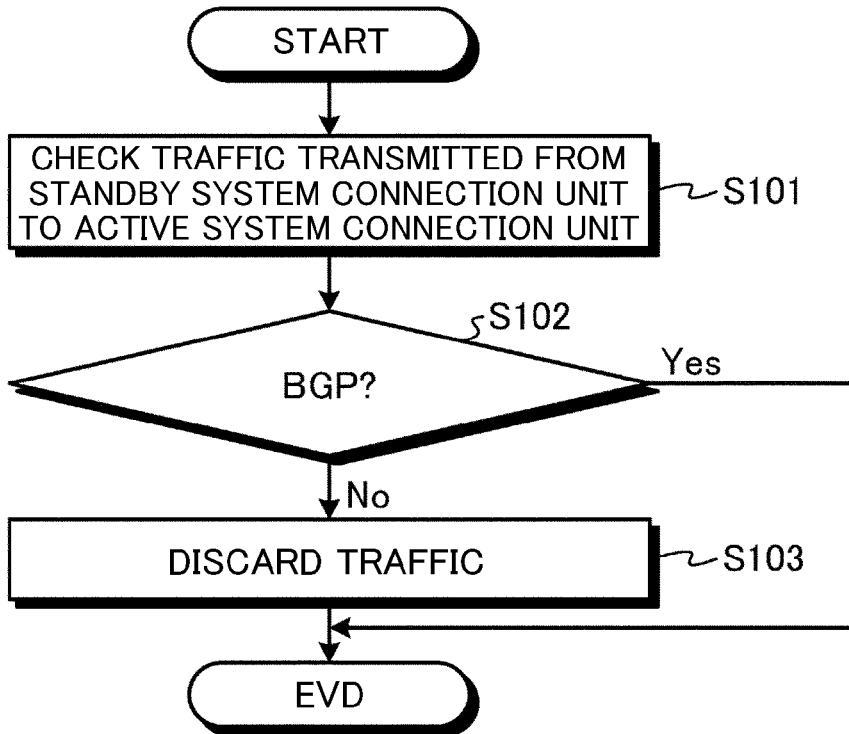 START
CHECK TRAFFIC TRANSMITTED FROM
STANDBY SYSTEM CONNECTION UNIT
TO ACTIVE SYSTEM CONNECTION UNIT
S101
S102
BGP?
Yes
No
DISCARD TRAFFIC
S103
EVD